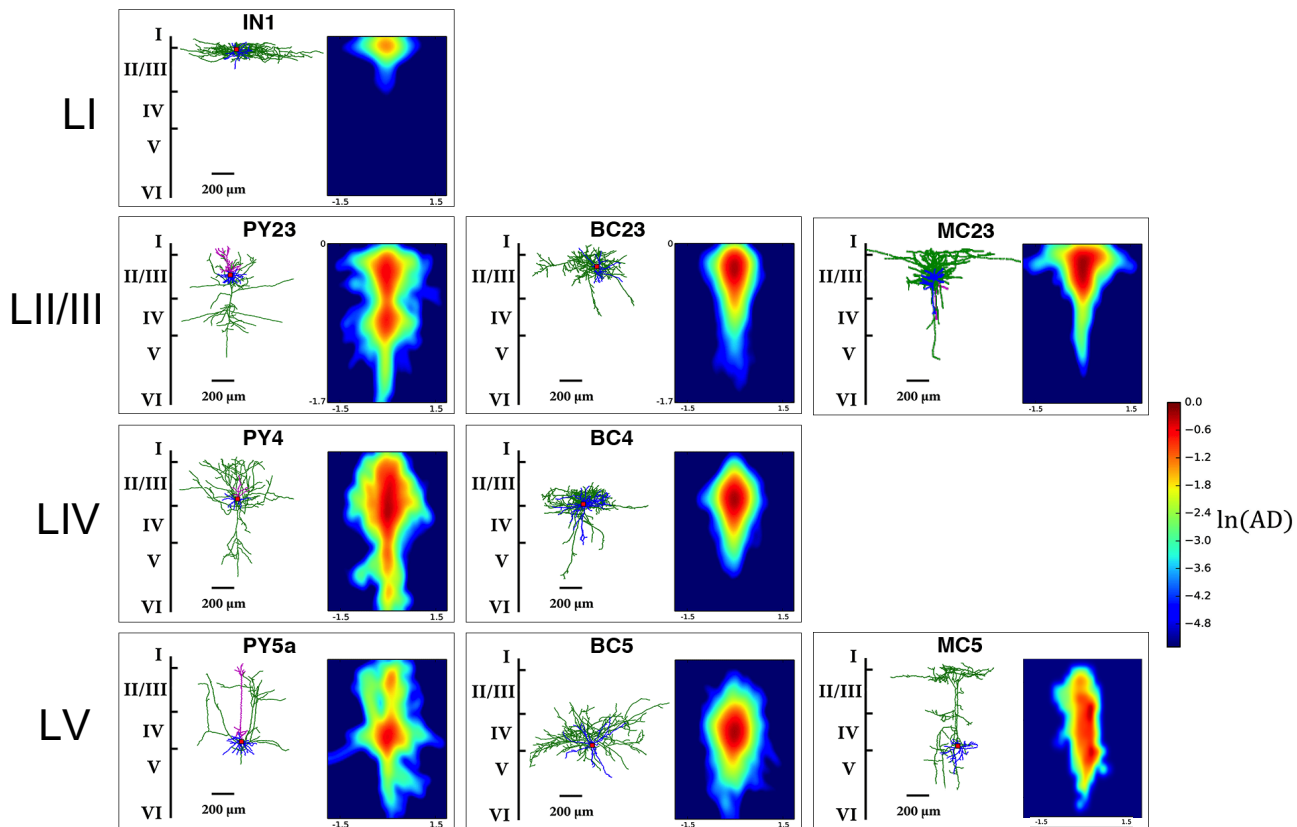 LI
IN1
I
II/III
IV
V
VI
200 μm
-1.5 1.5
LII/III
PY23
I
II/III
IV
V
VI
200 μm
0
-1.7
-1.5 1.5
BC23
I
II/III
IV
V
VI
200 μm
0
-1.7
-1.5 1.5
MC23
I
II/III
IV
V
VI
200 μm
-1.5 1.5
LIV
PY4
I
II/III
IV
V
VI
200 μm
-1.5 1.5
BC4
I
II/III
IV
V
VI
200 μm
-1.5 1.5
0.0
-0.6
-1.2
-1.8
-2.4
-3.0
-3.6
-4.2
-4.8
ln(AD)
LV
PY5a
I
II/III
IV
V
VI
200 μm
-1.5 1.5
BC5
I
II/III
IV
V
VI
200 μm
-1.5 1.5
MC5
I
II/III
IV
V
VI
200 μm
-1.5 1.5